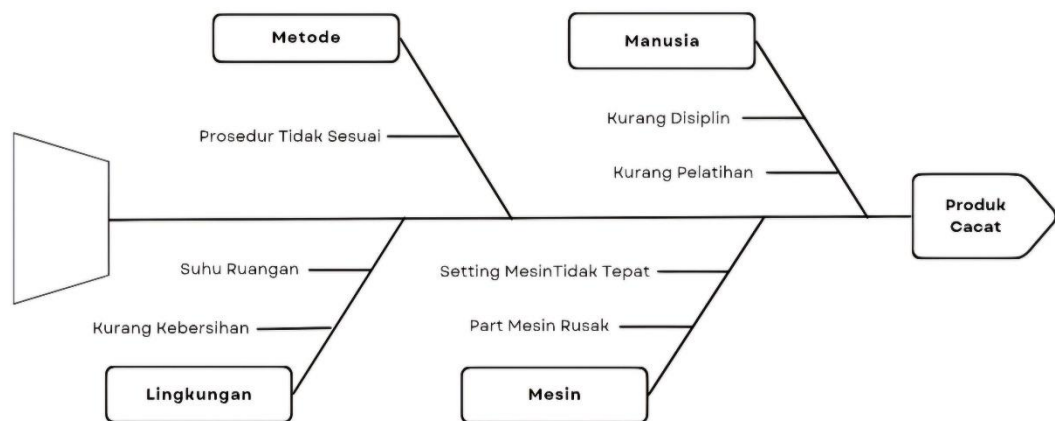 Metode
Manusia
Kurang Disiplin
Prosedur Tidak Sesuai
Kurang Pelatihan
Produk
Cacat
Suhu Ruangan
Setting MesinTidak Tepat
Kurang Kebersihan
Part Mesin Rusak
Lingkungan
Mesin